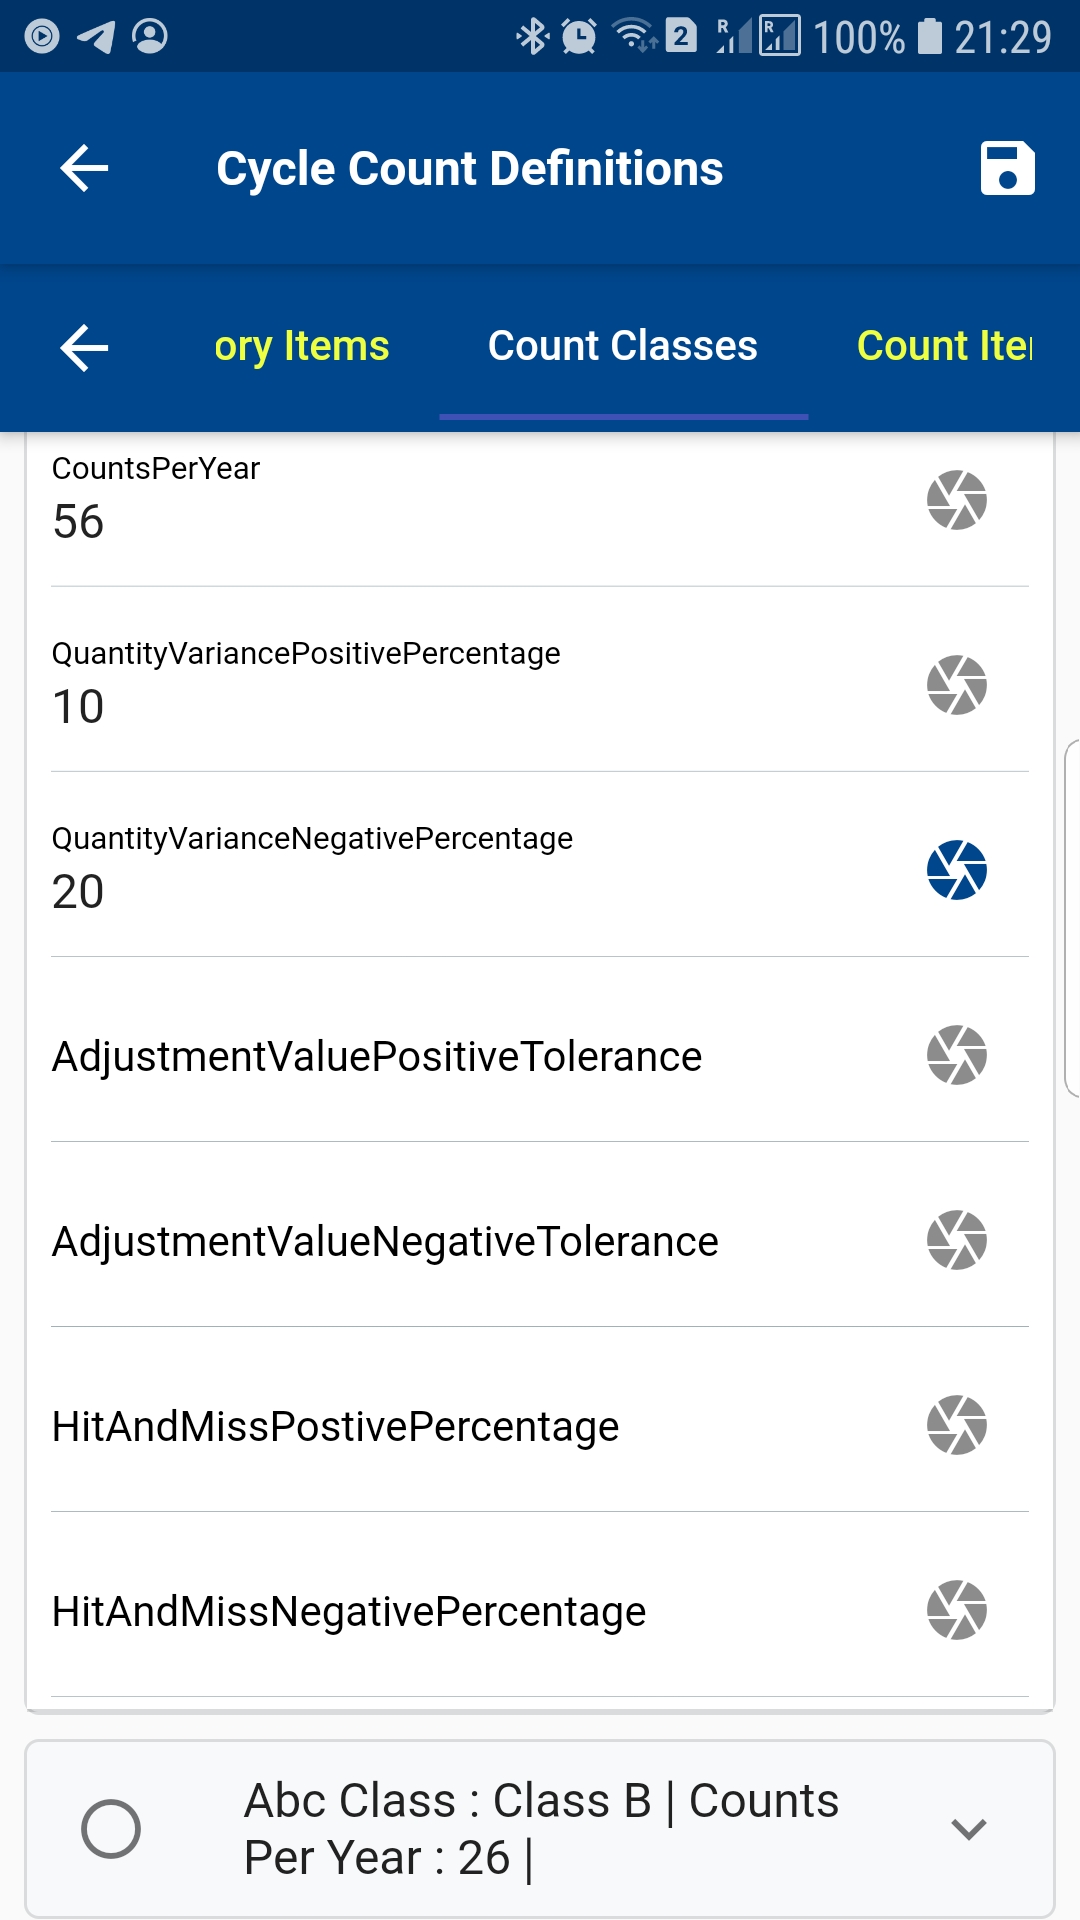 2 R R 100% 21:29
Cycle Count Definitions
ory Items Count Classes Count Ite
CountsPerYear
56
QuantityVariancePositivePercentage
10
QuantityVarianceNegativePercentage
20
AdjustmentValuePositiveTolerance
AdjustmentValueNegativeTolerance
HitAndMissPostivePercentage
HitAndMissNegativePercentage
Abc Class : Class B | Counts
Per Year : 26 |